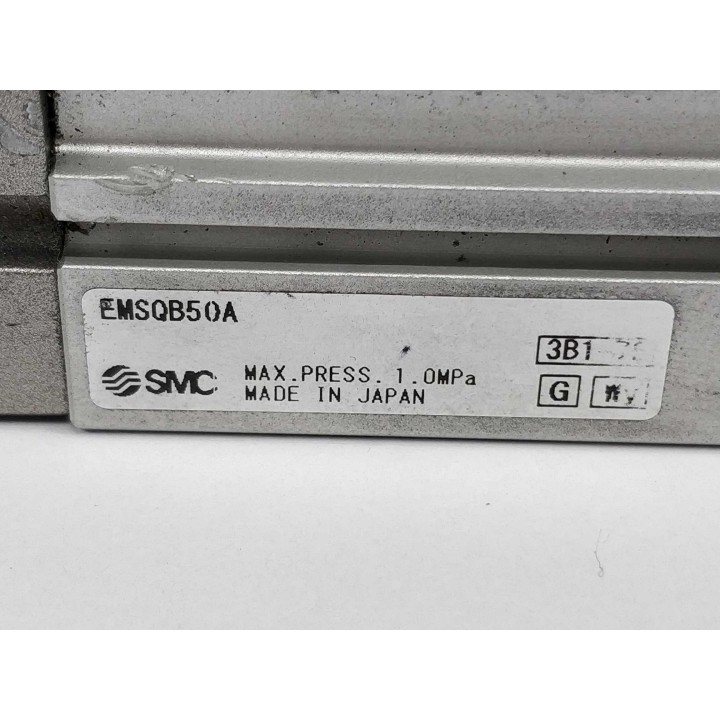 EMSQB50A
3B1
SMC
MAX.PRESS. 1.0MPa
MADE IN JAPAN
G